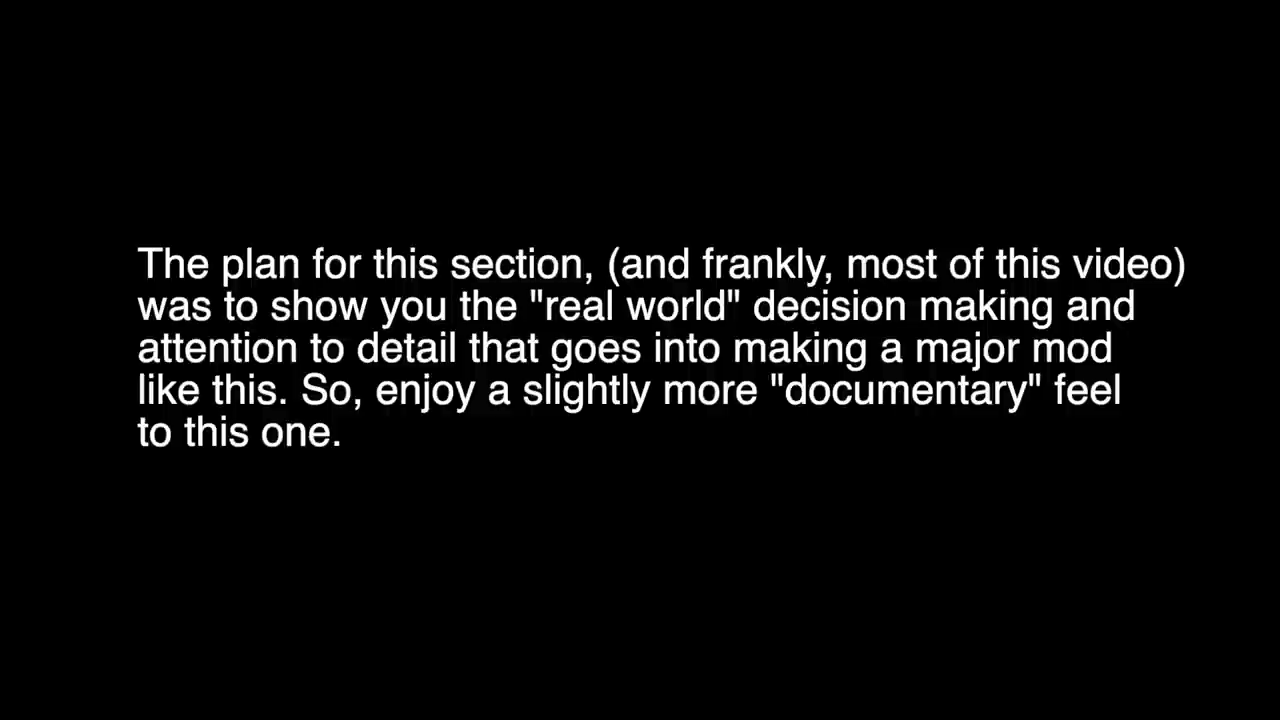 The plan for this section, (and frankly, most of this video)
was to show you the "real world" decision making and
attention to detail that goes into making a major mod
like this. So, enjoy a slightly more "documentary" feel
to this one.